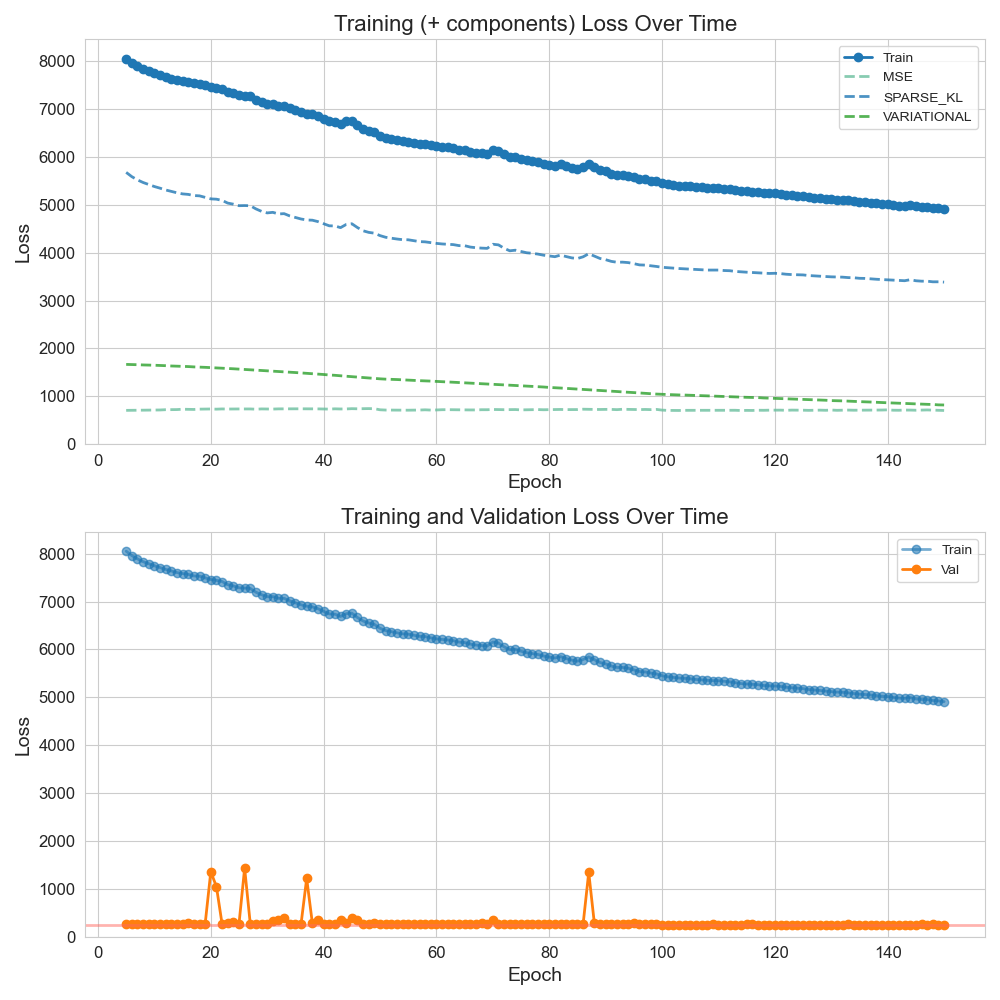 Training (+ components) Loss Over Time
Train
MSE
SPARSE_KL
VARIATIONAL
8000
7000
6000
5000
4000
3000
2000
1000
0
Loss
0 20 40 60 80 100 120 140
Epoch
Training and Validation Loss Over Time
Train
Val
8000
7000
6000
5000
4000
3000
2000
1000
0
Loss
0 20 40 60 80 100 120 140
Epoch